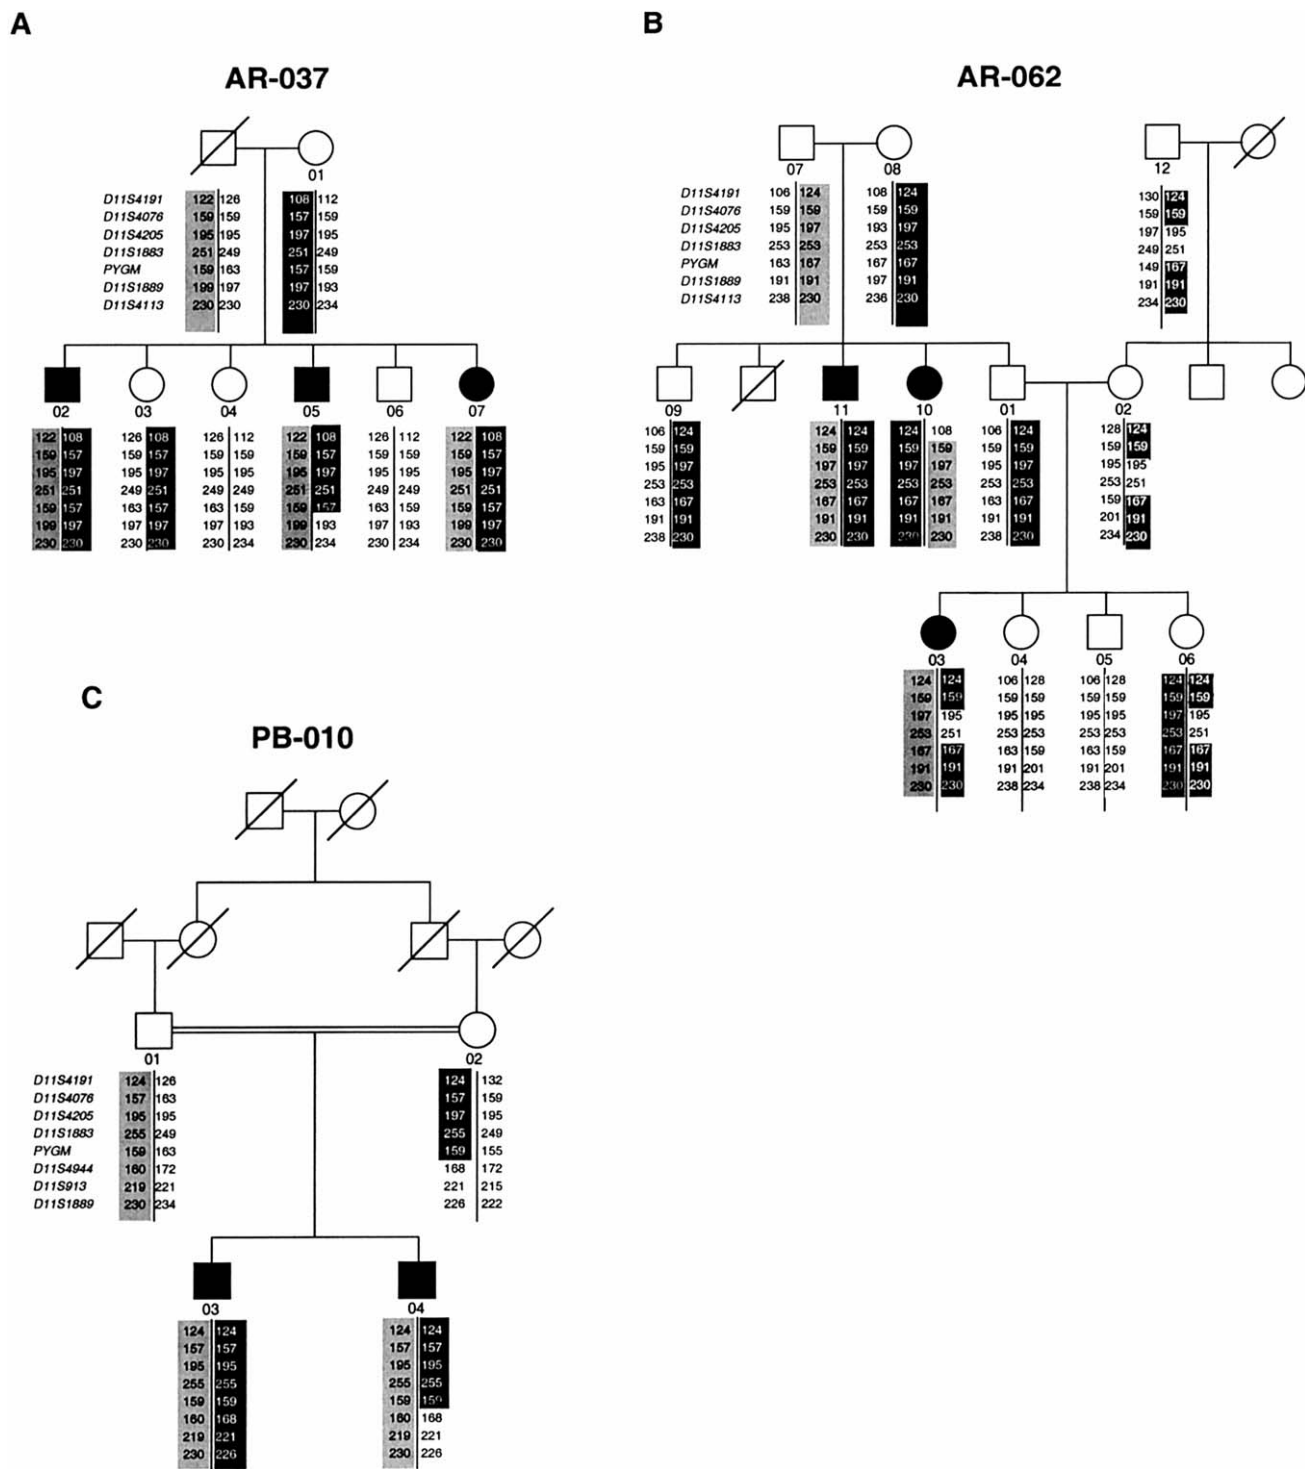 A
AR-037
01
D11S4191 122 126 108 112
D11S4076 159 159 157 159
D11S4205 195 195 197 195
D11S1883 251 249 251 249
PYGM 159 163 157 159
D11S1889 199 197 197 193
D11S4113 230 230 230 234
02 03 04 05 06 07
122 108 126 108 126 112 122 108 126 112 122 108
159 157 159 157 159 159 159 157 159 159 159 157
195 197 195 197 195 195 195 197 195 195 195 197
251 251 249 251 249 249 251 251 249 249 251 251
159 157 163 157 163 159 159 157 163 159 159 157
199 197 197 197 197 193 199 193 197 193 199 197
230 230 230 230 230 234 230 234 230 234 230 230
B
AR-062
07 08 12
D11S4191 106 124 108 124 130 124
D11S4076 159 159 159 159 159 159
D11S4205 195 197 193 197 197 195
D11S1883 253 253 253 253 249 251
PYGM 163 167 167 167 149 167
D11S1889 191 191 197 191 191 191
D11S4113 238 230 236 230 234 230
09 11 10 01 02
106 124 124 124 124 108 106 124 128 124
159 159 159 159 159 159 159 159 159 159
195 197 197 197 197 197 195 197 195 195
253 253 253 253 253 253 253 253 253 251
163 167 167 167 167 167 163 167 159 167
191 191 191 191 191 191 191 191 201 191
238 230 230 230 230 230 238 230 234 230
03 04 05 06
124 124 106 128 106 128 124 124
159 159 159 159 159 159 159 159
197 195 195 195 195 195 197 195
253 251 253 253 253 253 253 251
167 167 163 159 163 159 167 167
191 191 191 201 191 201 191 191
230 230 238 234 238 234 230 230
C
PB-010
01 02
D11S4191 124 126 124 132
D11S4076 157 163 157 159
D11S4205 195 195 197 195
D11S1883 255 249 255 249
PYGM 159 163 159 155
D11S4944 160 172 168 172
D11S913 219 221 221 215
D11S1889 230 234 226 222
03 04
124 124 124 124
157 157 157 157
195 195 195 195
255 255 255 255
159 159 159 159
160 168 160 168
219 221 219 221
230 226 230 226